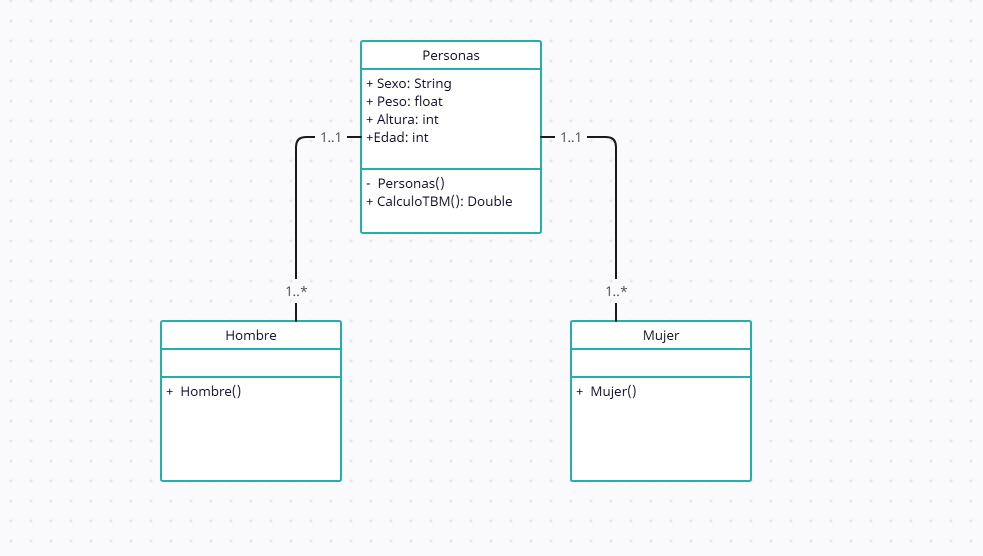 Personas
+ Sexo: String
+ Peso: float
+ Altura: int
+Edad: int
1..1
1..1
- Personas()
+ CalculoTBM(): Double
1..*
1..*
Hombre
+ Hombre()
Mujer
+ Mujer()